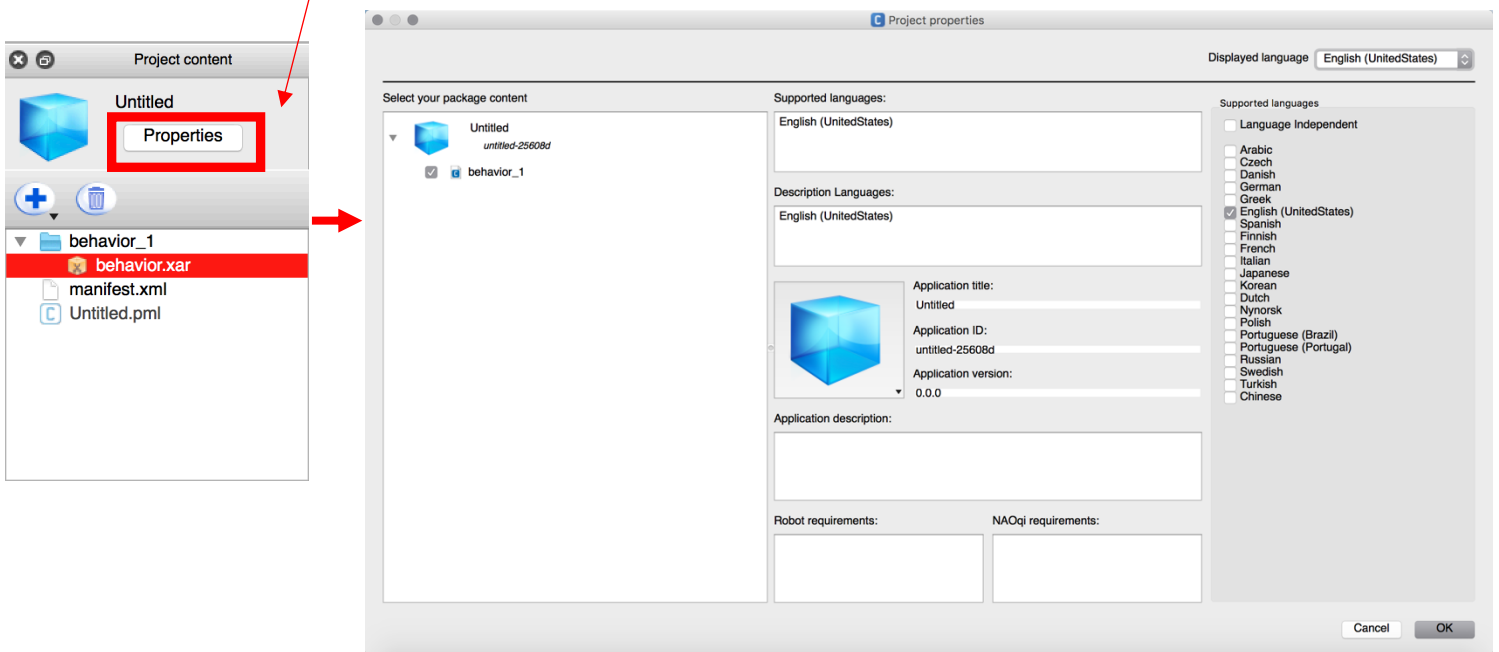 Project content
Untitled
Properties
behavior_1
behavior.xar
manifest.xml
Untitled.pml
Project properties
Displayed language English (UnitedStates)
Select your package content
Untitled
untitled-25608d
behavior_1
Supported languages:
English (UnitedStates)
Description Languages:
English (UnitedStates)
Application title:
Untitled
Application ID:
untitled-25608d
Application version:
0.0.0
Application description:
Robot requirements: NAOqi requirements:
Supported languages
Language Independent
Arabic
Czech
Danish
German
Greek
English (UnitedStates)
Spanish
Finnish
French
Italian
Japanese
Korean
Dutch
Nynorsk
Polish
Portuguese (Brazil)
Portuguese (Portugal)
Russian
Swedish
Turkish
Chinese
Cancel OK